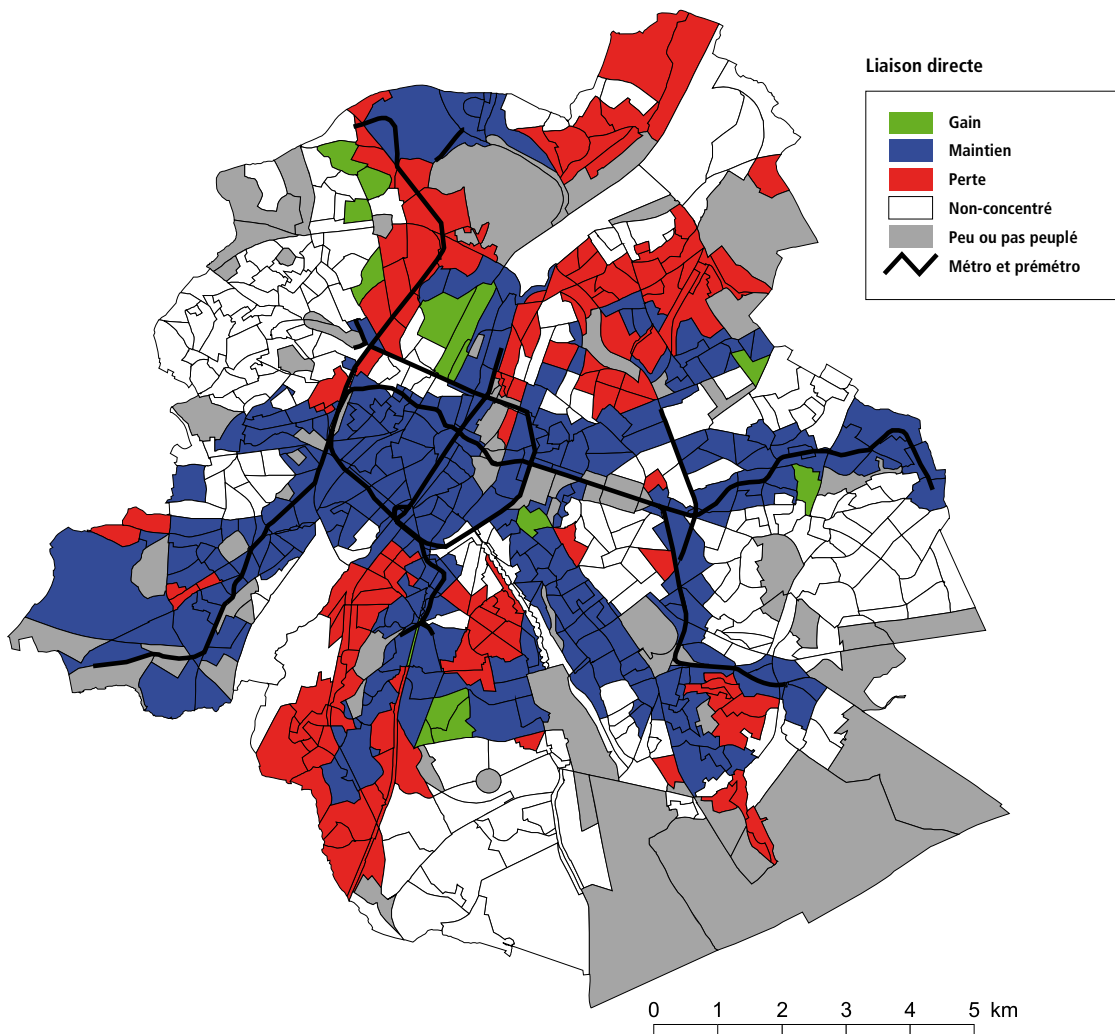 Liaison directe
Gain
Maintien
Perte
Non-concentré
Peu ou pas peuplé
Métro et prémétro
0 1 2 3 4 5 km